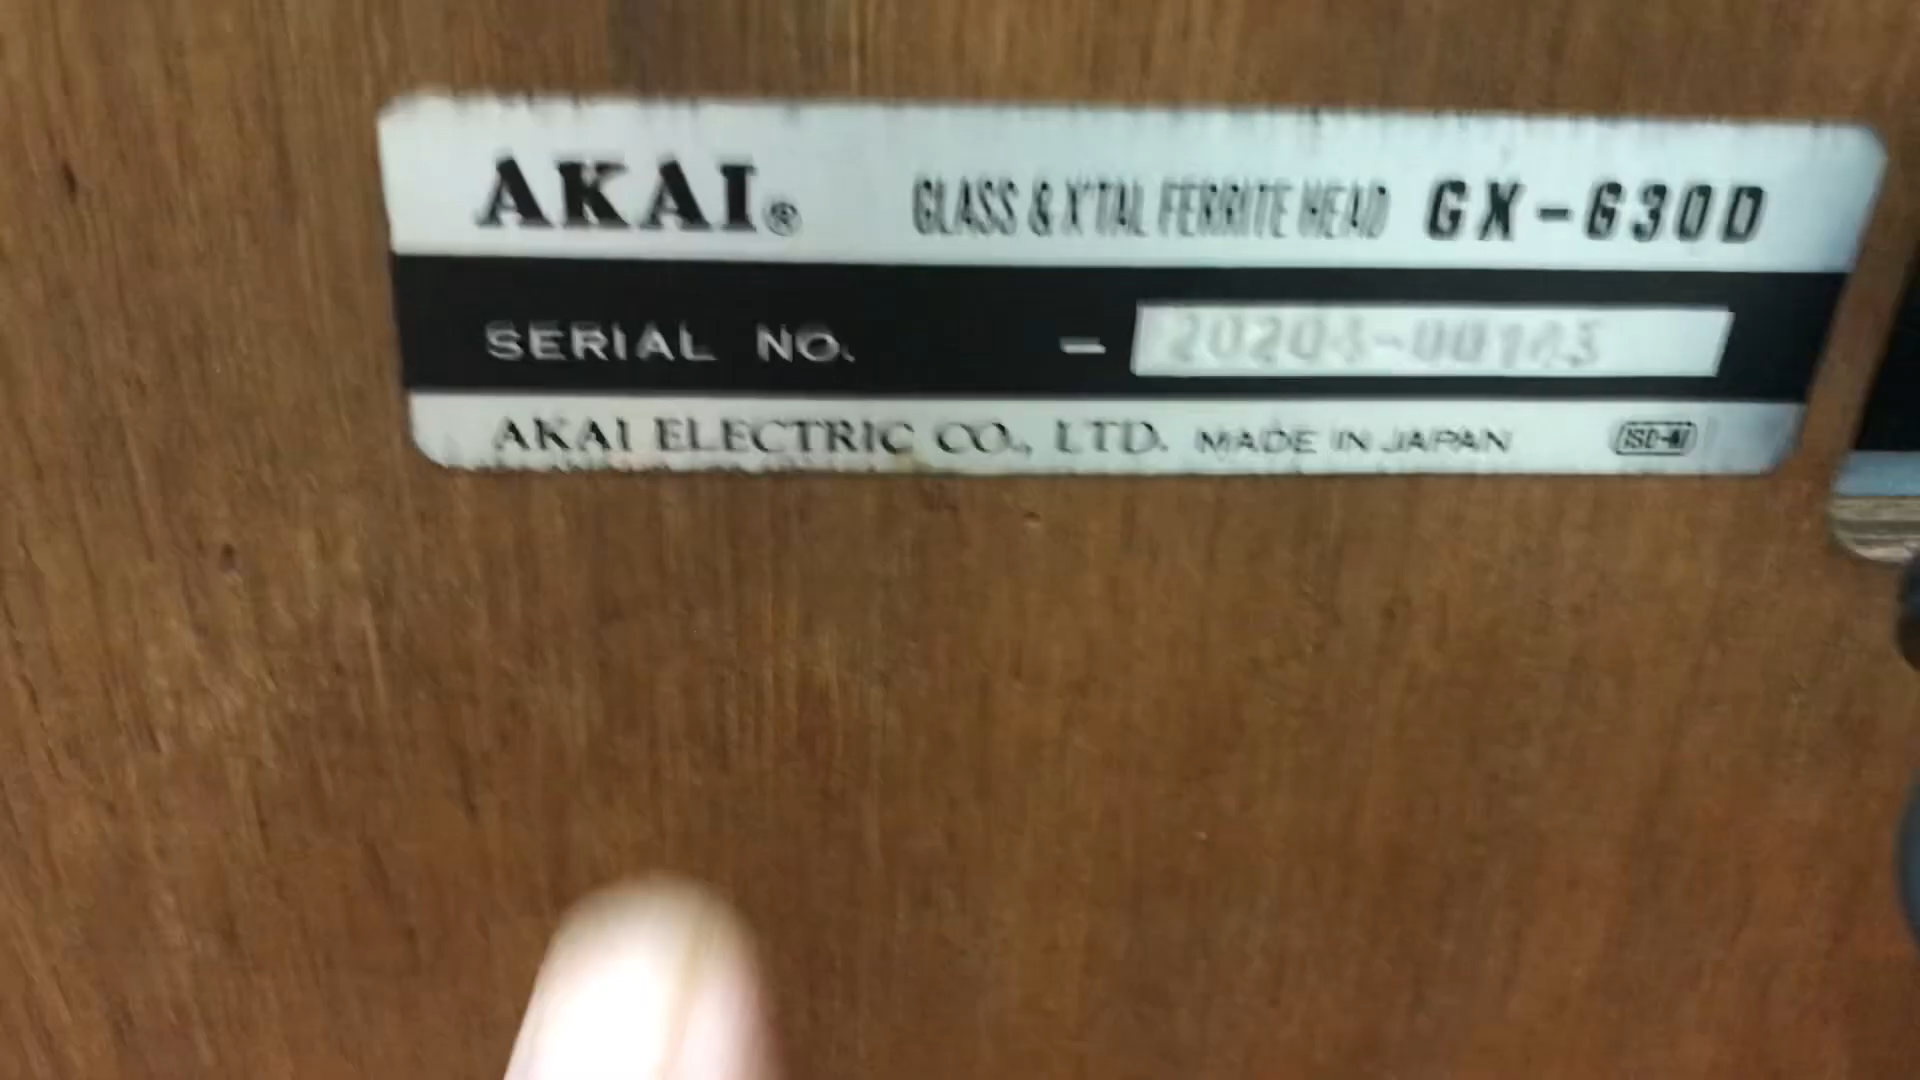 AKAI® GLASS & X'TAL FERRITE HEAD GX-630D
SERIAL NO. -
AKAI ELECTRIC CO., LTD. MADE IN JAPAN